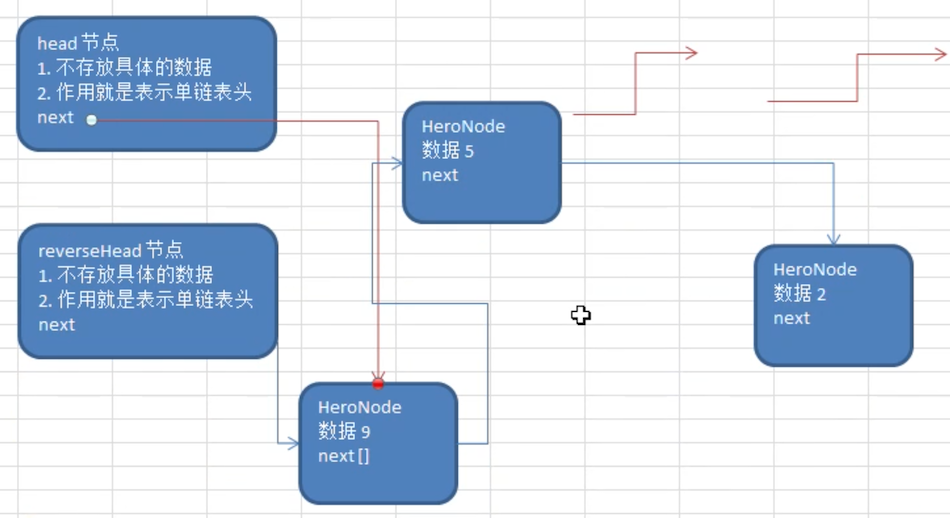 head 节点
1. 不存放具体的数据
2. 作用就是表示单链表头
next
HeroNode
数据 5
next
reverseHead 节点
1. 不存放具体的数据
2. 作用就是表示单链表头
next
HeroNode
数据 2
next
HeroNode
数据 9
next []